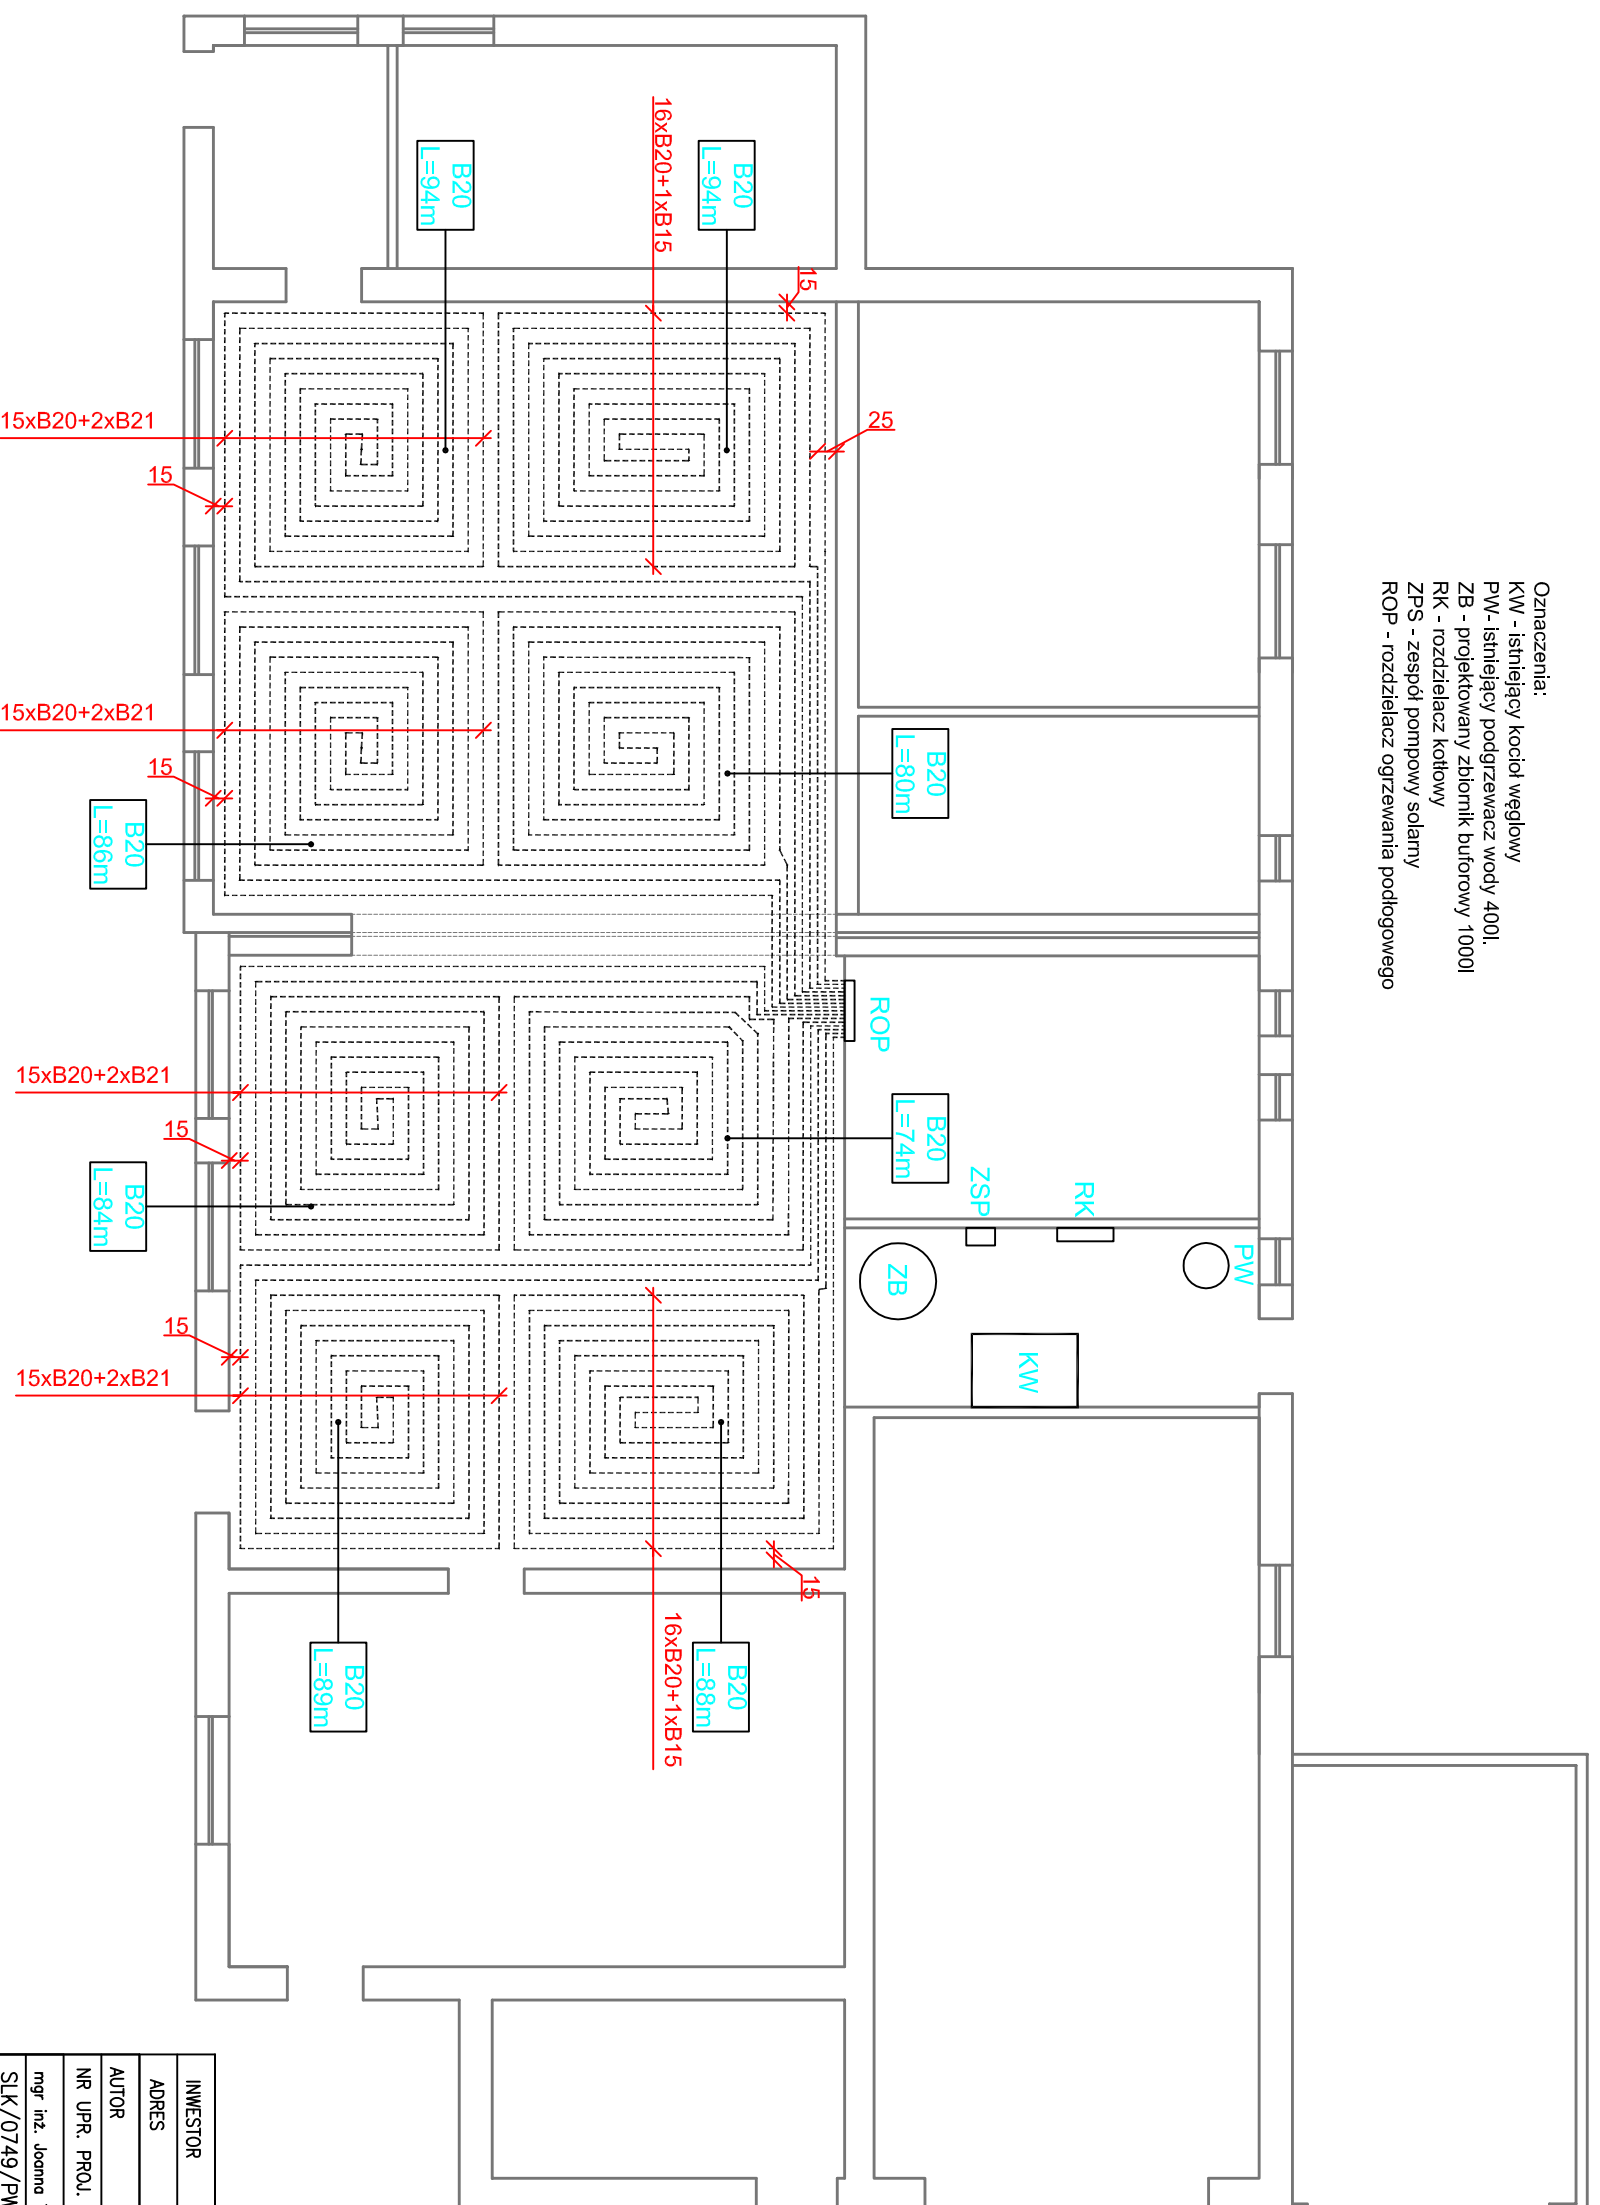 Oznaczenia:
KW - istniejący kocioł węglowy
PW- istniejący podgrzewacz wody 400l.
ZB - projektowany zbiornik buforowy 1000l
RK - rozdzielacz kotłowy
ZPS - zespół pompowy solarny
ROP - rozdzielacz ogrzewania podłogowego
B20
L=94m
B20
L=94m
16xB20+1xB15
15
25
15xB20+2xB21
15
15xB20+2xB21
15
B20
L=80m
B20
L=86m
ROP
15xB20+2xB21
15
B20
L=74m
B20
L=84m
ZSP
RK
PW
ZB
KW
15
15xB20+2xB21
15
16xB20+1xB15
B20
L=88m
B20
L=89m
INWESTOR
ADRES
AUTOR
NR UPR. PROJ.
mgr inż. Joanna
SLK/0749/PW